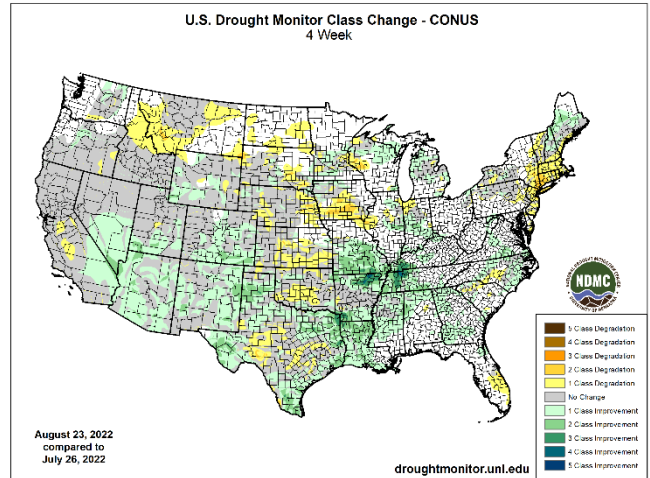 U.S. Drought Monitor Class Change - CONUS
4 Week
NDMC
5 Class Degradation
4 Class Degradation
3 Class Degradation
2 Class Degradation
1 Class Degradation
No Change
1 Class Improvement
2 Class Improvement
3 Class Improvement
4 Class Improvement
5 Class Improvement
August 23, 2022
compared to
July 26, 2022
droughtmonitor.unl.edu